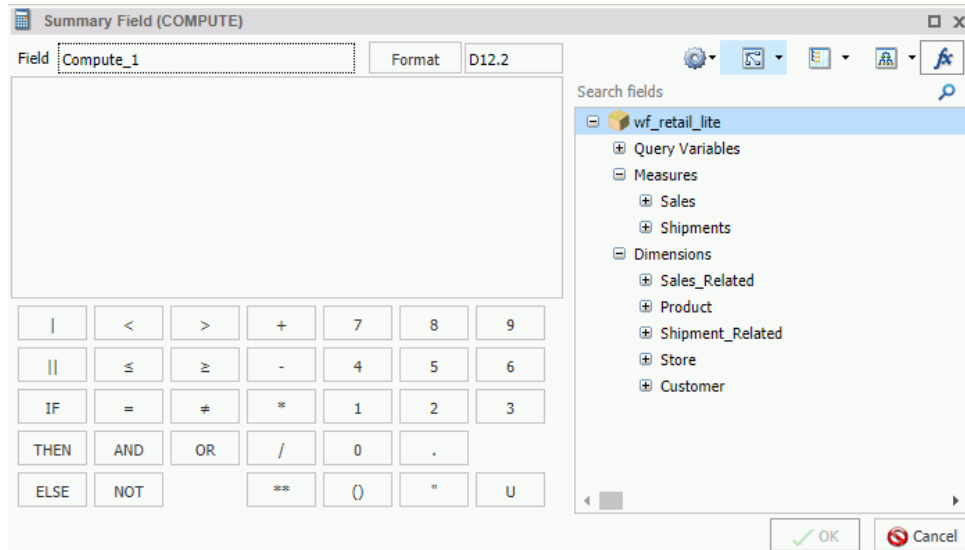 Summary Field (COMPUTE)
Field Compute_1 Format D12.2
fx
Search fields
wf_retail_lite
Query Variables
Measures
Sales
Shipments
Dimensions
Sales_Related
Product
Shipment_Related
Store
Customer
| < > + 7 8 9
|| ≤ ≥ - 4 5 6
IF = ≠ * 1 2 3
THEN AND OR / 0 .
ELSE NOT ** () " U
OK Cancel